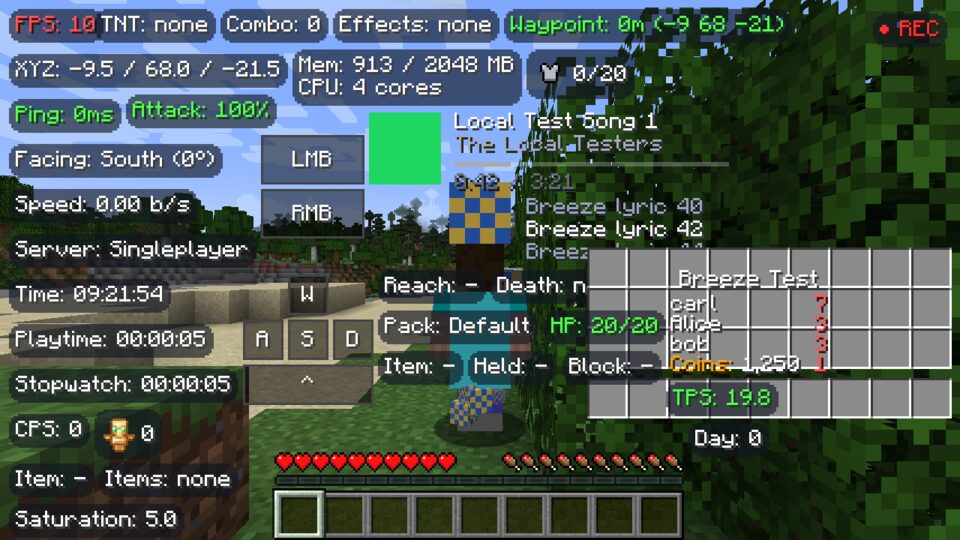 FPS: 10 TNT: none Combo: 0 Effects: none Waypoint: 0m (-9 68 -21) REC
XYZ: -9.5 / 68.0 / -21.5
Mem: 913 / 2048 MB
CPU: 4 cores
0/20
Ping: 0ms
Attack: 100%
Local Test Song 1
The Local Testers
0:42 3:21
Facing: South (0°)
LMB
RMB
Speed: 0.00 b/s
Breeze lyric 40
Breeze lyric 42
Breeze
Server: Singleplayer
Time: 09:21:54
W
Reach: - Death: n
Breeze Test
carl 7
Alice 3
bob 3
Coins: 1,250 1
Playtime: 00:00:05
A S D
Pack: Default HP: 20/20
Item: - Held: - Block: -
Stopwatch: 00:00:05
^
TPS: 19.8
CPS: 0
0
Day: 0
Item: - Items: none
Saturation: 5.0